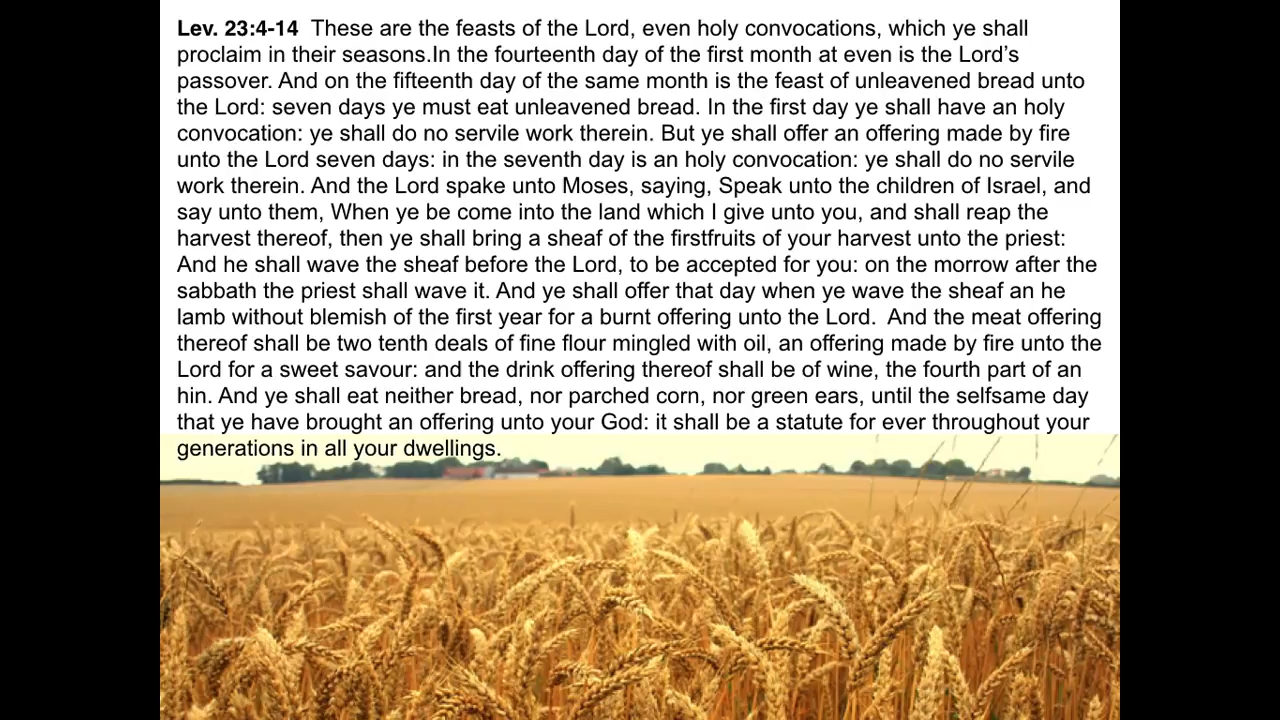 Lev. 23:4-14  These are the feasts of the Lord, even holy convocations, which ye shall
proclaim in their seasons.In the fourteenth day of the first month at even is the Lord’s
passover. And on the fifteenth day of the same month is the feast of unleavened bread unto
the Lord: seven days ye must eat unleavened bread. In the first day ye shall have an holy
convocation: ye shall do no servile work therein. But ye shall offer an offering made by fire
unto the Lord seven days: in the seventh day is an holy convocation: ye shall do no servile
work therein. And the Lord spake unto Moses, saying, Speak unto the children of Israel, and
say unto them, When ye be come into the land which I give unto you, and shall reap the
harvest thereof, then ye shall bring a sheaf of the firstfruits of your harvest unto the priest:
And he shall wave the sheaf before the Lord, to be accepted for you: on the morrow after the
sabbath the priest shall wave it. And ye shall offer that day when ye wave the sheaf an he
lamb without blemish of the first year for a burnt offering unto the Lord.  And the meat offering
thereof shall be two tenth deals of fine flour mingled with oil, an offering made by fire unto the
Lord for a sweet savour: and the drink offering thereof shall be of wine, the fourth part of an
hin. And ye shall eat neither bread, nor parched corn, nor green ears, until the selfsame day
that ye have brought an offering unto your God: it shall be a statute for ever throughout your
generations in all your dwellings.